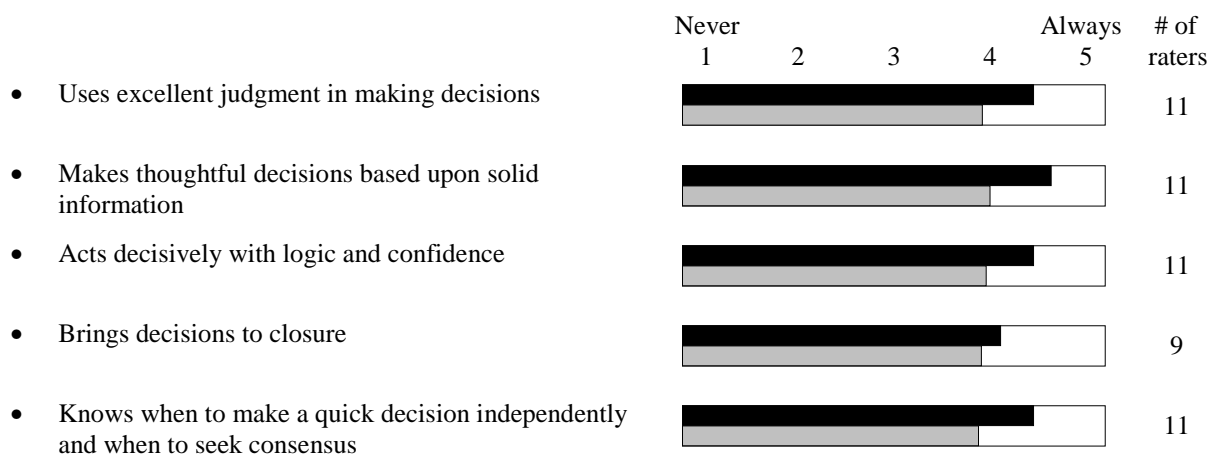 Never Always # of
1 2 3 4 5 raters
• Uses excellent judgment in making decisions 11
• Makes thoughtful decisions based upon solid
information 11
• Acts decisively with logic and confidence 11
• Brings decisions to closure 9
• Knows when to make a quick decision independently
and when to seek consensus 11